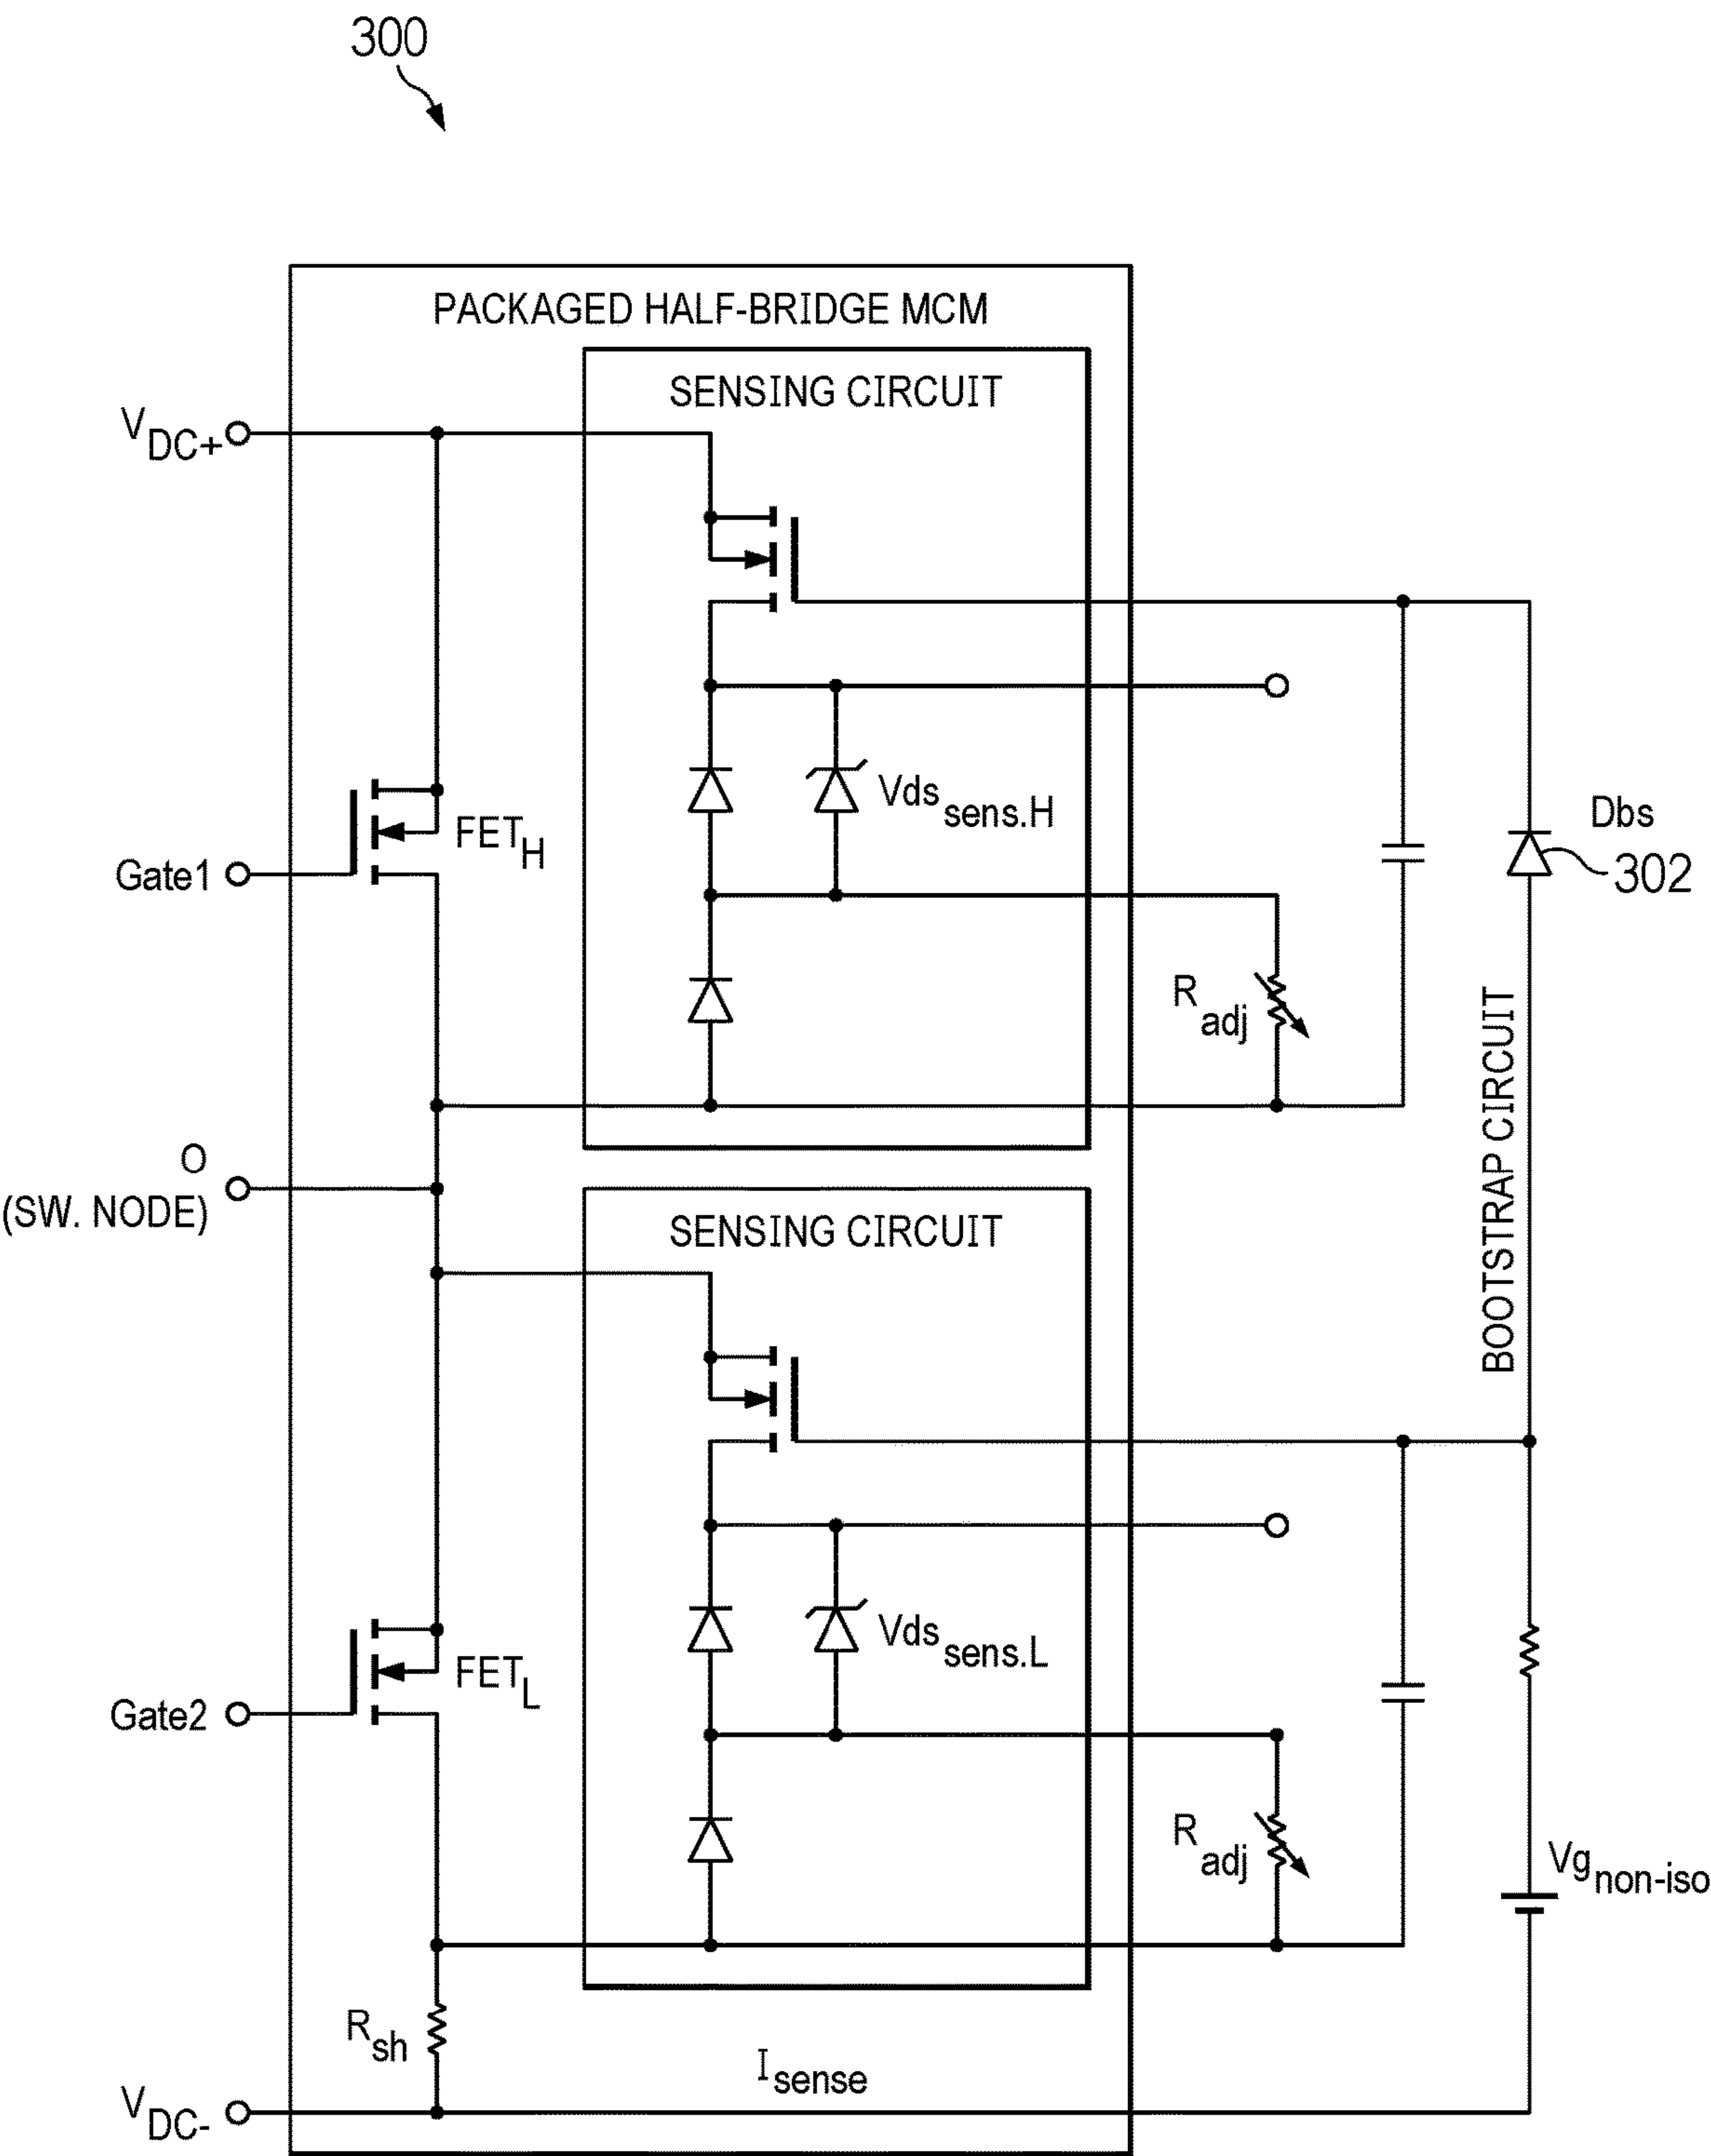 300
PACKAGED HALF-BRIDGE MCM
SENSING CIRCUIT
VDC+
Vdssens.H
Dbs
302
FETH
Gate1
Radj
BOOTSTRAP CIRCUIT
O
(SW. NODE)
SENSING CIRCUIT
Vdssens.L
FETL
Gate2
Radj
Vgnon-iso
Rsh
Isense
VDC-